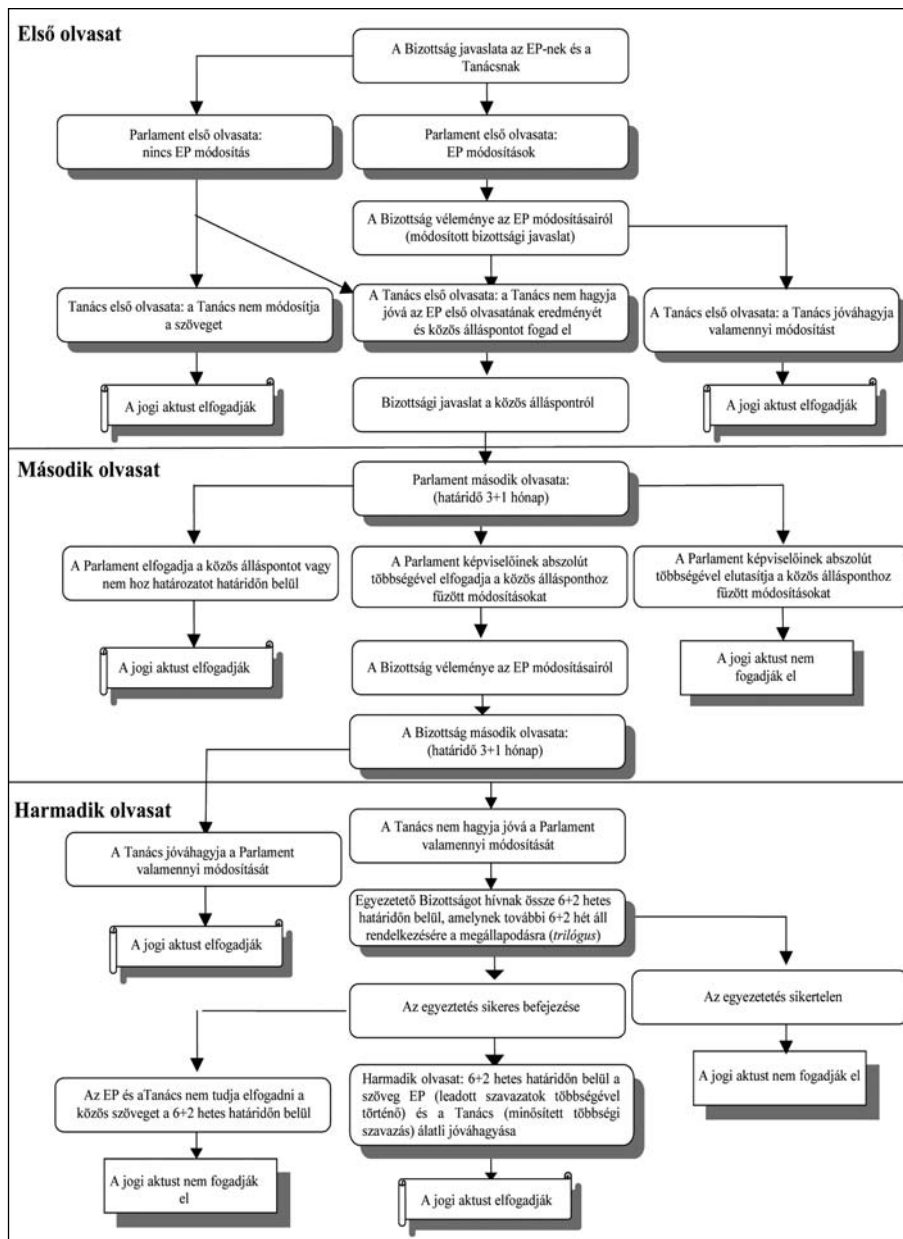 Első olvasat
A Bizottság javaslata az EP-nek és a
Tanácsnak
Parlament első olvasata:
nincs EP módosítás
Parlament első olvasata:
EP módosítások
A Bizottság véleménye az EP módosításairól
(módosított bizottsági javaslat)
Tanács első olvasata: a Tanács nem módosítja
a szöveget
A Tanács első olvasata: a Tanács nem hagyja
jóvá az EP első olvasatának eredményét
és közös álláspontot fogad el
A Tanács első olvasata: a Tanács jóváhagyja
valamennyi módosítást
A jogi aktust elfogadják
Bizottsági javaslat a közös álláspontról
A jogi aktust elfogadják
Második olvasat
Parlament második olvasata:
(határidő 3+1 hónap)
A Parlament elfogadja a közös álláspontot vagy
nem hoz határozatot határidőn belül
A Parlament képviselőinek abszolút
többségével elfogadja a közös állásponthoz
fűzött módosításokat
A Parlament képviselőinek abszolút
többségével elutasítja a közös állásponthoz
fűzött módosításokat
A jogi aktust elfogadják
A Bizottság véleménye az EP módosításairól
A jogi aktust nem
fogadják el
A Bizottság második olvasata:
(határidő 3+1 hónap)
Harmadik olvasat
A Tanács jóváhagyja a Parlament
valamennyi módosítását
A Tanács nem hagyja jóvá a Parlament
valamennyi módosítását
A jogi aktust elfogadják
Egyezetető Bizottságot hívnak össze 6+2 hetes
határidőn belül, amelynek további 6+2 hét áll
rendelkezésére a megállapodásra (trilógus)
Az egyeztetés sikeres befejezése
Az egyezetetés sikertelen
Az EP és aTanács nem tudja elfogadni a
közös szöveget a 6+2 hetes határidőn belül
Harmadik olvasat: 6+2 hetes határidőn belül a
szöveg EP (leadott szavazatok többségével
történő) és a Tanács (minősített többségi
szavazás) álatli jóváhagyása
A jogi aktust nem fogadják el
A jogi aktust nem fogadják
el
A jogi aktust elfogadják